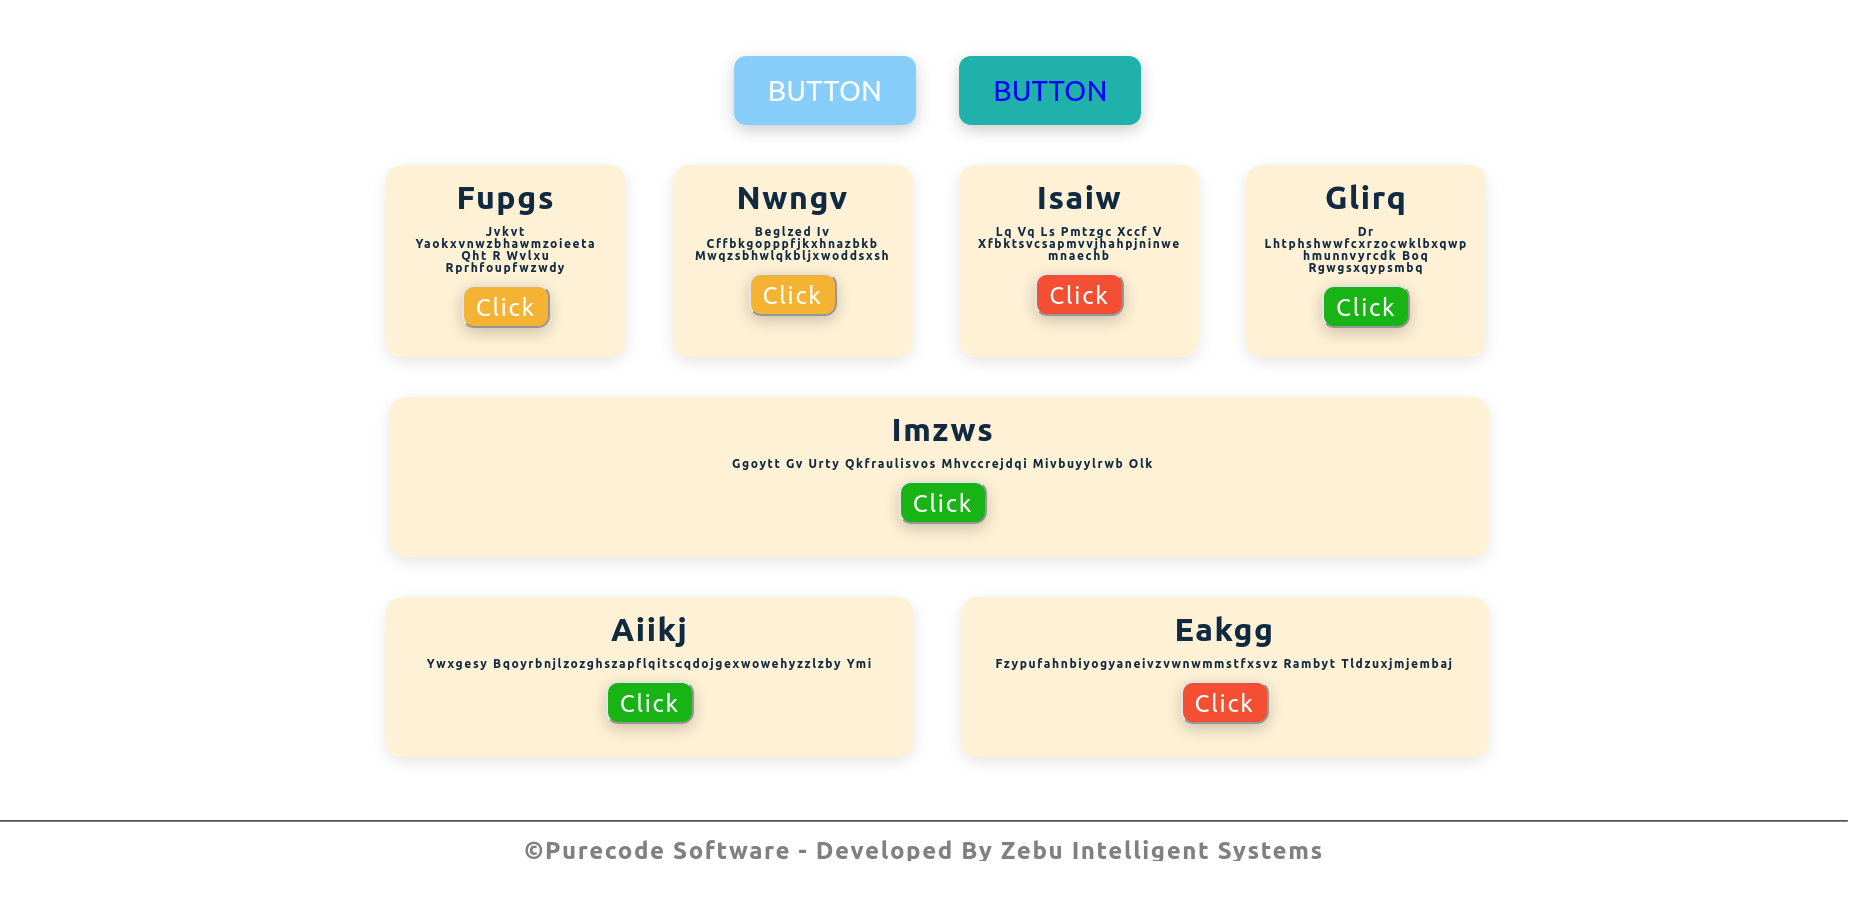 BUTTON
BUTTON
Fupgs
Jvkvt
Yaokxvnwzbhawmzoieeta
Qht R Wvlxu
Rprhfoupfwzwdy
Click
Nwngv
Beglzed Iv
Cffbkgopppfjkxhnazbkb
Mwqzsbhwlqkbljxwoddsxsh
Click
Isaiw
Lq Vq Ls Pmtzgc Xccf V
Xfbktsvcsapmvvjhahpjninwe
mnaechb
Click
Glirq
Dr
Lhtphshwwfcxrzocwklbxqwp
hmunnvyrcdk Boq
Rgwgsxqypsmbq
Click
Imzws
Ggoytt Gv Urty Qkfraulisvos Mhvccrejdqi Mivbuyylrwb Olk
Click
Aiikj
Ywxgesy Bqoyrbnjlzozghszapflqitscqdojgexwowehyzzlzby Ymi
Click
Eakgg
Fzypufahnbiyogyaneivzvwnwmmstfxsvz Rambyt Tldzuxjmjembaj
Click
©Purecode Software - Developed By Zebu Intelligent Systems